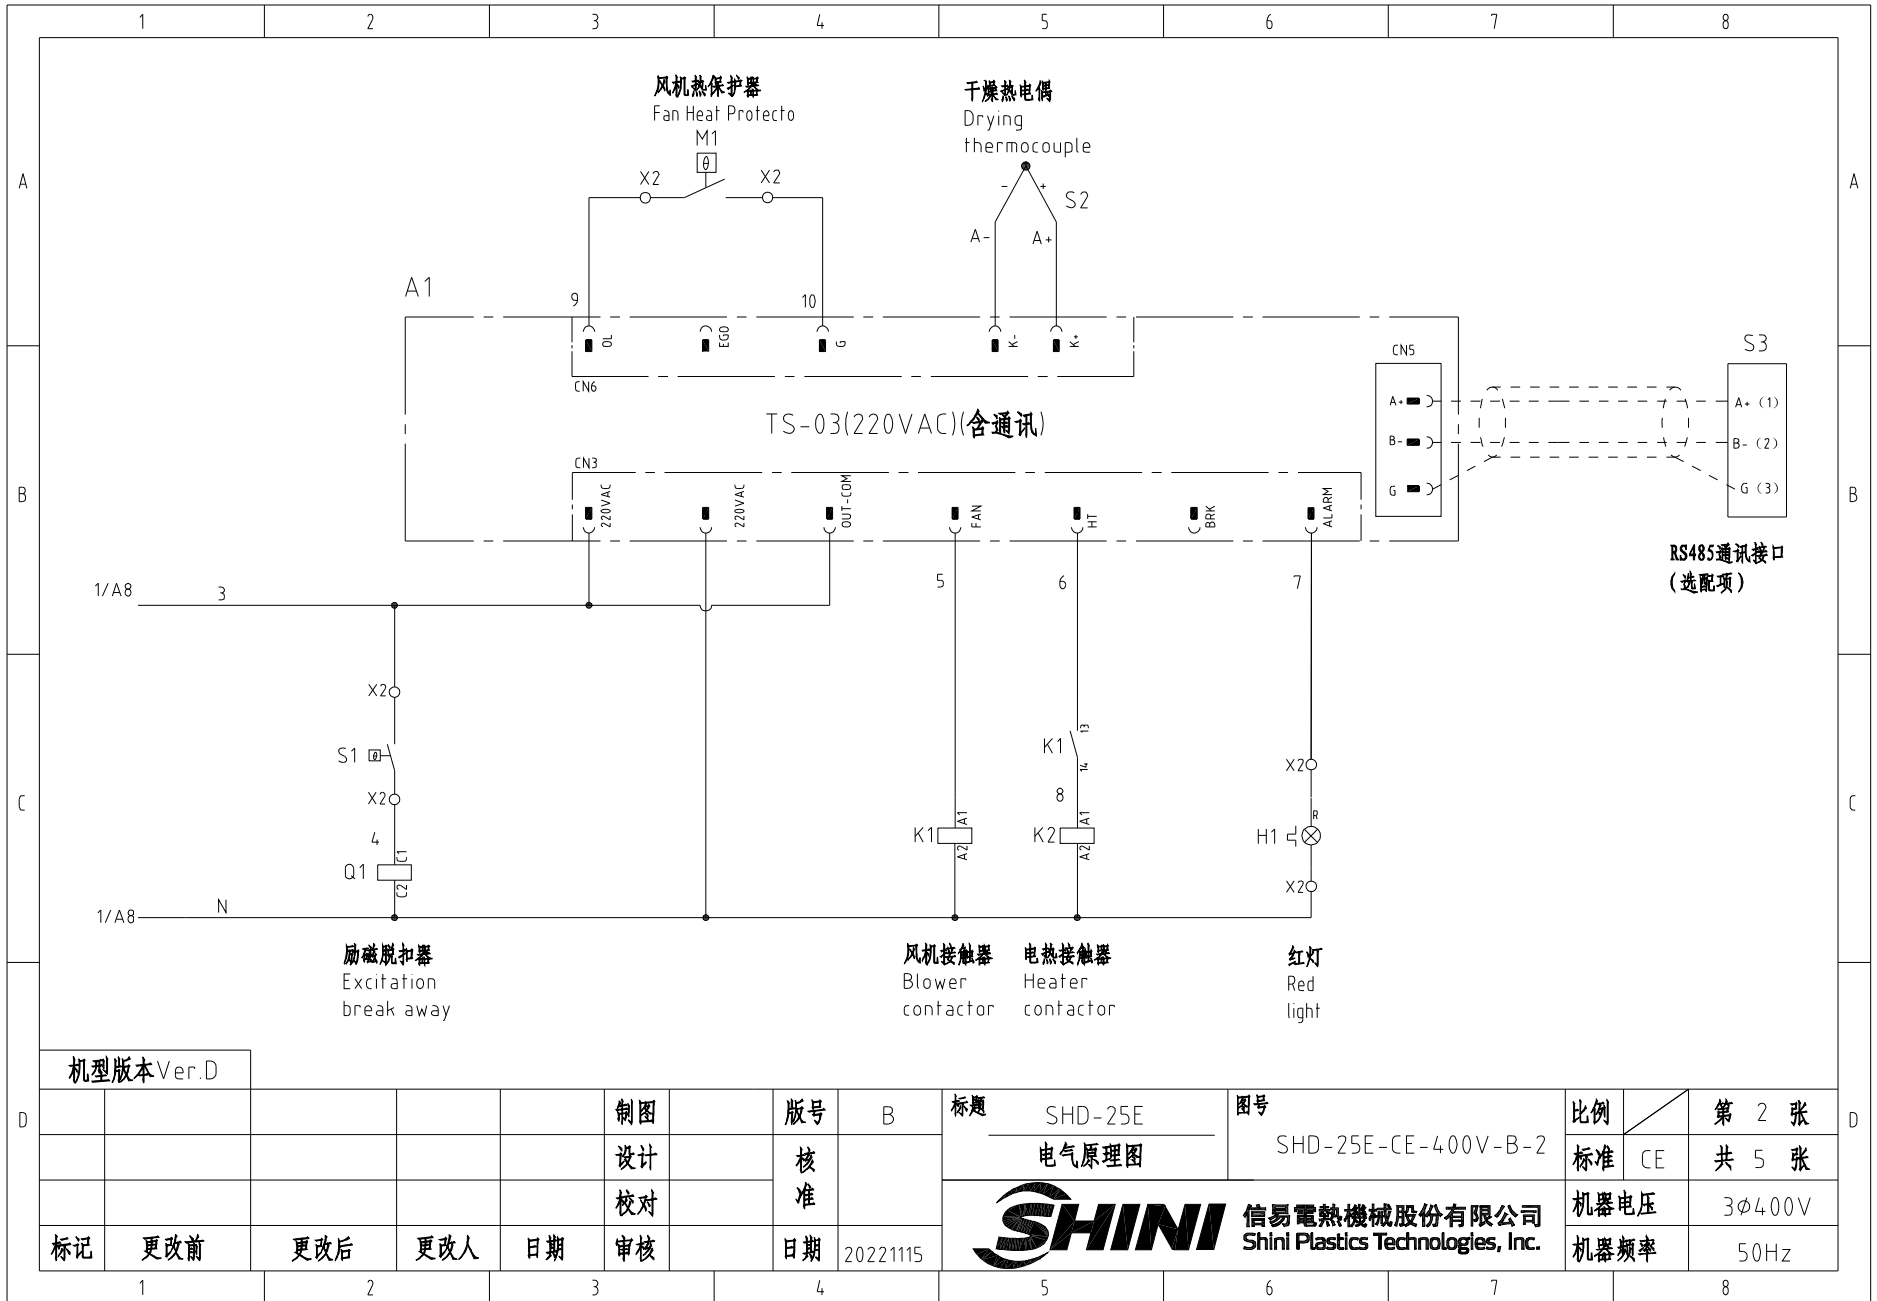 1 2 3 4 5 6 7 8
风机热保护器
Fan Heat Protecto
M1
θ
X2 X2
干燥热电偶
Drying
thermocouple
- +
S2
A- A+
A A
A1
9 10
OL EGO G K- K+
CN6
CN5
S3
A+ A+ (1)
B- B- (2)
G G (3)
TS-03(220VAC)(含通讯)
CN3
220VAC 220VAC OUT-COM FAN HT BRK ALARM
B B
RS485通讯接口
(选配项)
1/A8 3
5 6 7
X2
S1 θ
X2
4
Q1 C1 C2
K1 13 14
8
K1 A1 A2
K2 A1 A2
X2
R
H1
X2
C C
1/A8 N
励磁脱扣器
Excitation
break away
风机接触器
Blower
contactor
电热接触器
Heater
contactor
红灯
Red
light
机型版本Ver.D
D D
制图 版号 B
设计 核
校对 准
标记 更改前 更改后 更改人 日期 审核 日期 20221115
标题 SHD-25E
电气原理图
图号
SHD-25E-CE-400V-B-2
比例 第 2 张
标准 CE 共 5 张
机器电压 3Φ400V
机器频率 50Hz
SHINI
信易電熱機械股份有限公司
Shini Plastics Technologies, Inc.
1 2 3 4 5 6 7 8